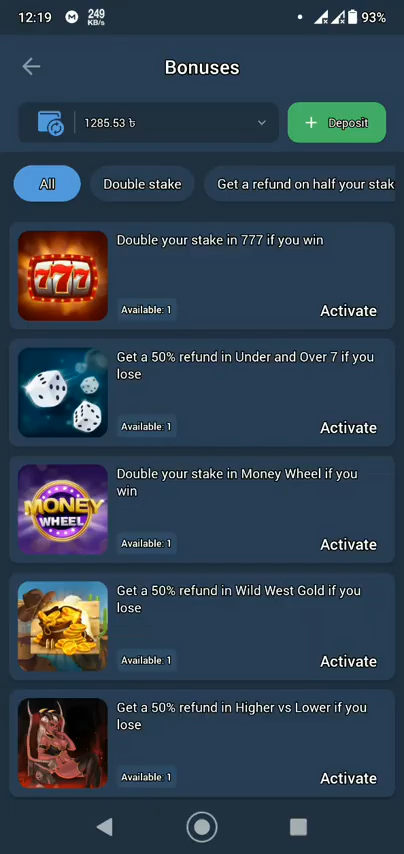 12:19 M 249 KB/s 93%
Bonuses
1285.53 ৳ + Deposit
All Double stake Get a refund on half your stak
Double your stake in 777 if you win
777
Available: 1 Activate
Get a 50% refund in Under and Over 7 if you
lose
Available: 1 Activate
Double your stake in Money Wheel if you
win
MONEY
WHEEL
Available: 1 Activate
Get a 50% refund in Wild West Gold if you
lose
Available: 1 Activate
Get a 50% refund in Higher vs Lower if you
lose
Available: 1 Activate